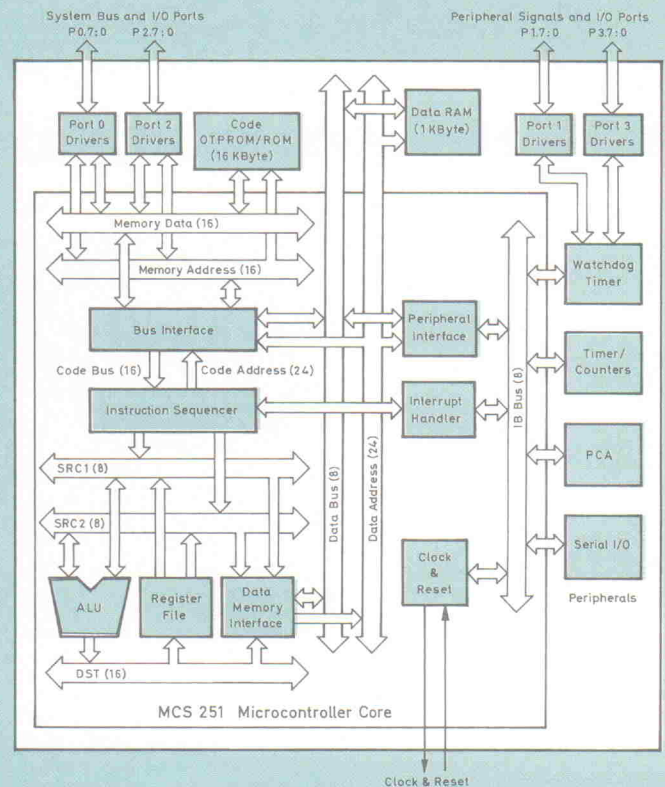 System Bus and I/O Ports
P0.7:0
P2.7:0
Peripheral Signals and I/O Ports
P1.7:0
P3.7:0
Port 0
Drivers
Port 2
Drivers
Code
OTPROM/ROM
(16 KByte)
Data RAM
(1 KByte)
Port 1
Drivers
Port 3
Drivers
Memory Data (16)
Memory Address (16)
Bus Interface
Code Bus (16)
Code Address (24)
Instruction Sequencer
SRC1 (8)
SRC2 (8)
ALU
Register
File
Data
Memory
Interface
DST (16)
Data Bus (8)
Data Address (24)
Peripheral
Interface
Interrupt
Handler
Clock
&
Reset
IB Bus (8)
Watchdog
Timer
Timer/
Counters
PCA
Serial I/O
Peripherals
MCS 251 Microcontroller Core
Clock & Reset